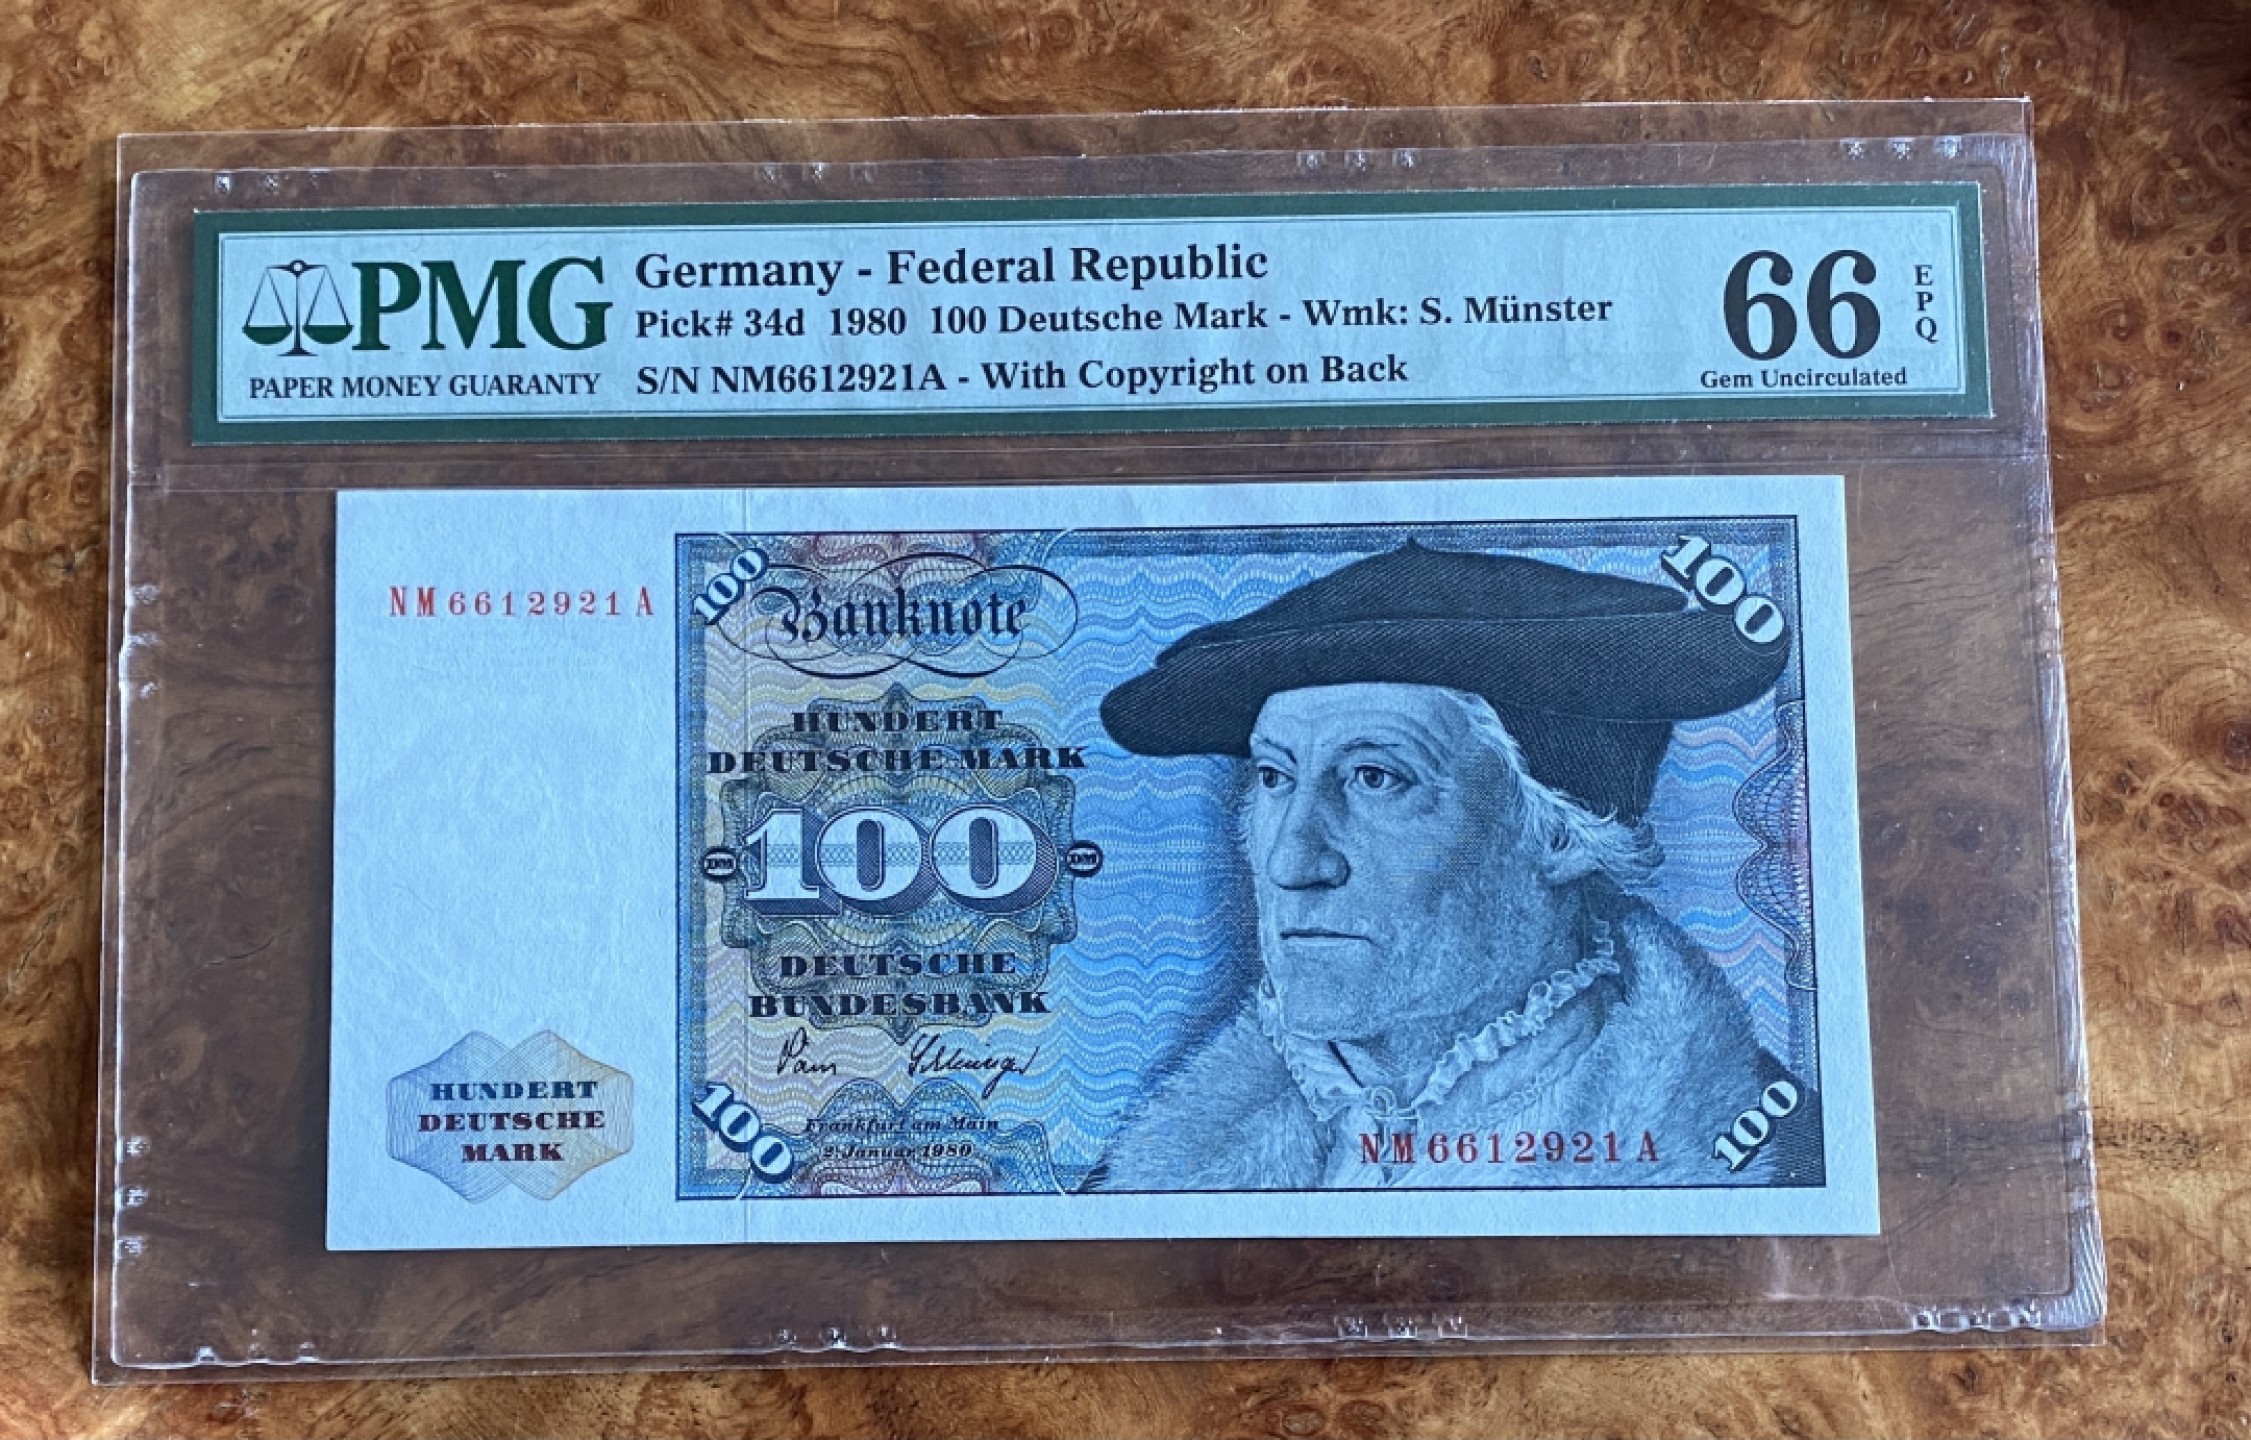 PMG
PAPER MONEY GUARANTY
Germany - Federal Republic
Pick# 34d 1980 100 Deutsche Mark - Wmk: S. Münster
S/N NM6612921A - With Copyright on Back
66
EPQ
Gem Uncirculated
NM6612921A
100
Banknote
100
HUNDERT
DEUTSCHE MARK
DM 100 DM
DEUTSCHE
BUNDESBANK
Frankfurt am Main
2. Januar 1980
HUNDERT
DEUTSCHE
MARK
100
NM6612921A
100